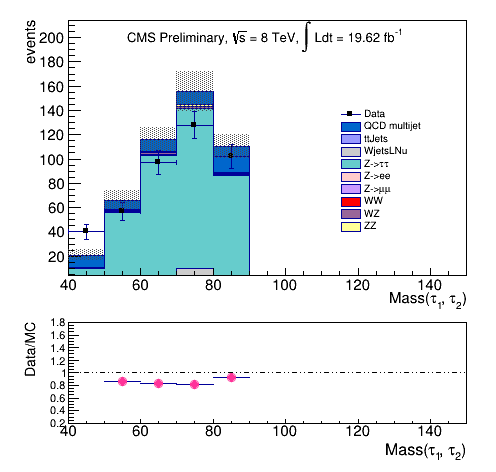 events
CMS Preliminary, √s = 8 TeV, ∫ Ldt = 19.62 fb⁻¹
200
180
160
140
120
100
80
60
40
20
Data
QCD multijet
ttJets
WjetsLNu
Z->ττ
Z->ee
Z->μμ
WW
WZ
ZZ
40 60 80 100 120 140
Mass(τ₁, τ₂)
Data/MC
1.8
1.6
1.4
1.2
1
0.8
0.6
0.4
0.2
40 60 80 100 120 140
Mass(τ₁, τ₂)